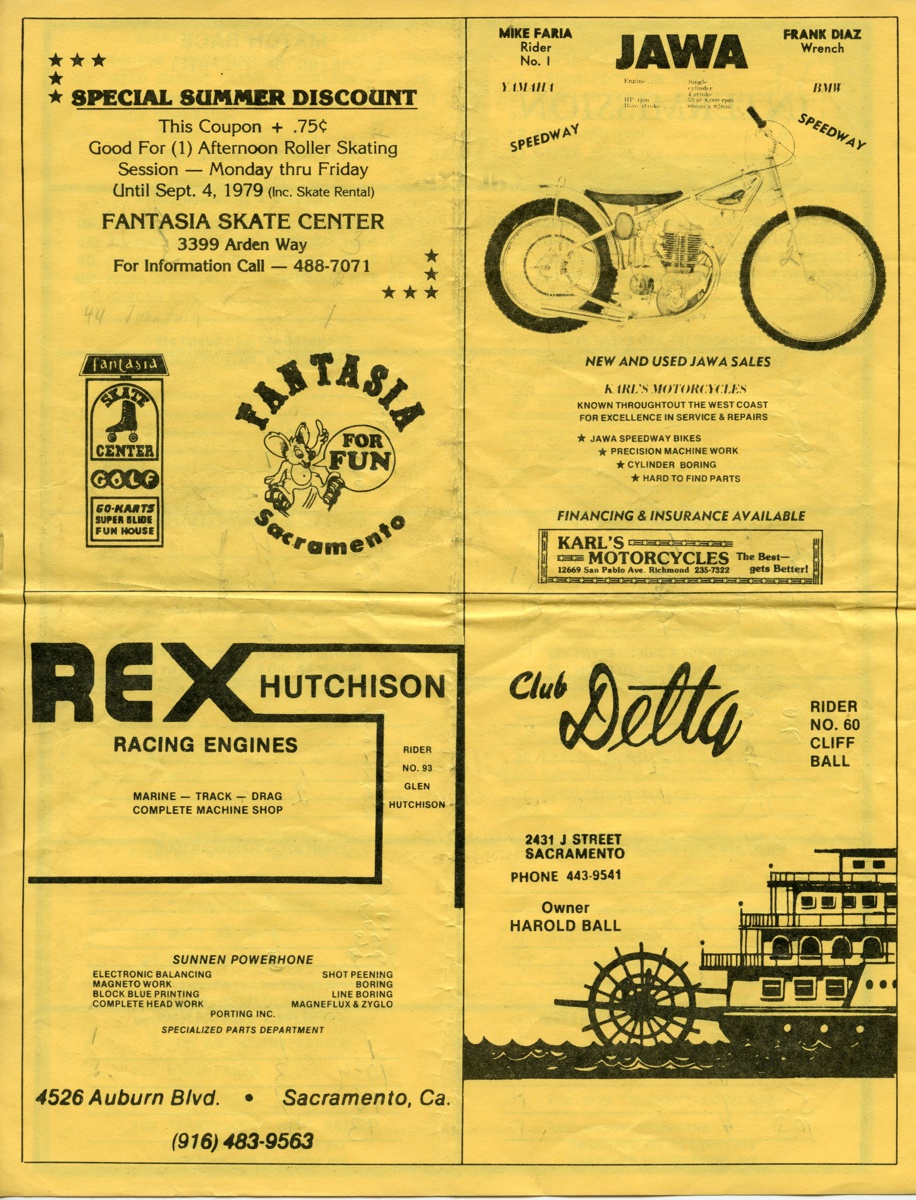 SPECIAL SUMMER DISCOUNT
This Coupon + .75¢
Good For (1) Afternoon Roller Skating
Session — Monday thru Friday
Until Sept. 4, 1979 (Inc. Skate Rental)
FANTASIA SKATE CENTER
3399 Arden Way
For Information Call — 488-7071
fantasia
SKATE
CENTER
GOLF
GO-KARTS
SUPER SLIDE
FUN HOUSE
FANTASIA
FOR
FUN
Sacramento
MIKE FARIA
Rider
No. 1
JAWA
FRANK DIAZ
Wrench
YAMAHA
Engine
Single
cylinder
4 stroke
BMW
SPEEDWAY
SPEEDWAY
NEW AND USED JAWA SALES
KARL'S MOTORCYCLES
KNOWN THROUGHTOUT THE WEST COAST
FOR EXCELLENCE IN SERVICE & REPAIRS
★ JAWA SPEEDWAY BIKES
★ PRECISION MACHINE WORK
★ CYLINDER BORING
★ HARD TO FIND PARTS
FINANCING & INSURANCE AVAILABLE
KARL'S
MOTORCYCLES The Best—
12669 San Pablo Ave. Richmond 235-7322 gets Better!
REX HUTCHISON
RACING ENGINES
RIDER
NO. 93
GLEN
HUTCHISON
MARINE — TRACK — DRAG
COMPLETE MACHINE SHOP
SUNNEN POWERHONE
ELECTRONIC BALANCING SHOT PEENING
MAGNETO WORK BORING
BLOCK BLUE PRINTING LINE BORING
COMPLETE HEAD WORK MAGNEFLUX & ZYGLO
PORTING INC.
SPECIALIZED PARTS DEPARTMENT
4526 Auburn Blvd. • Sacramento, Ca.
(916) 483-9563
Club Delta
RIDER
NO. 60
CLIFF
BALL
2431 J STREET
SACRAMENTO
PHONE 443-9541
Owner
HAROLD BALL